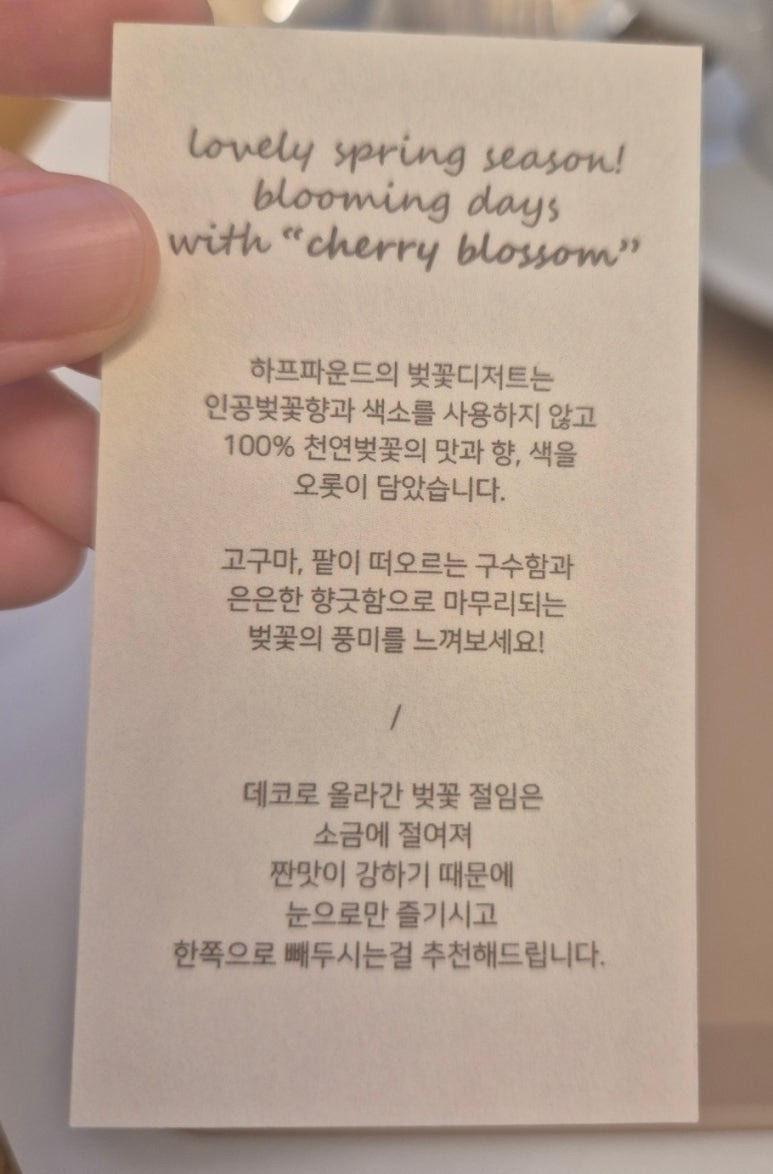 lovely spring season!
blooming days
with “cherry blossom”
하프파운드의 벚꽃디저트는
인공벚꽃향과 색소를 사용하지 않고
100% 천연벚꽃의 맛과 향, 색을
오롯이 담았습니다.
고구마, 팥이 떠오르는 구수함과
은은한 향긋함으로 마무리되는
벚꽃의 풍미를 느껴보세요!
/
데코로 올라간 벚꽃 절임은
소금에 절여져
짠맛이 강하기 때문에
눈으로만 즐기시고
한쪽으로 빼두시는걸 추천해드립니다.